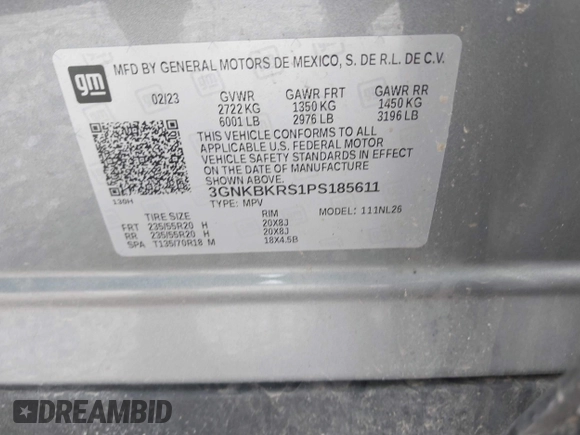 gm
MFD BY GENERAL MOTORS DE MEXICO, S. DE R.L. DE C.V.
02/23 GVWR GAWR FRT GAWR RR
2722 KG 1350 KG 1450 KG
6001 LB 2976 LB 3196 LB
THIS VEHICLE CONFORMS TO ALL
APPLICABLE U.S. FEDERAL MOTOR
VEHICLE SAFETY STANDARDS IN EFFECT
ON THE DATE OF MANUFACTURE
SHOWN ABOVE.
3GNKBKRS1PS185611
130H TYPE: MPV
TIRE SIZE RIM MODEL: 111NL26
FRT 235/55R20 H 20X8J
RR 235/55R20 H 20X8J
SPA T135/70R18 M 18X4.5B
DREAMBID